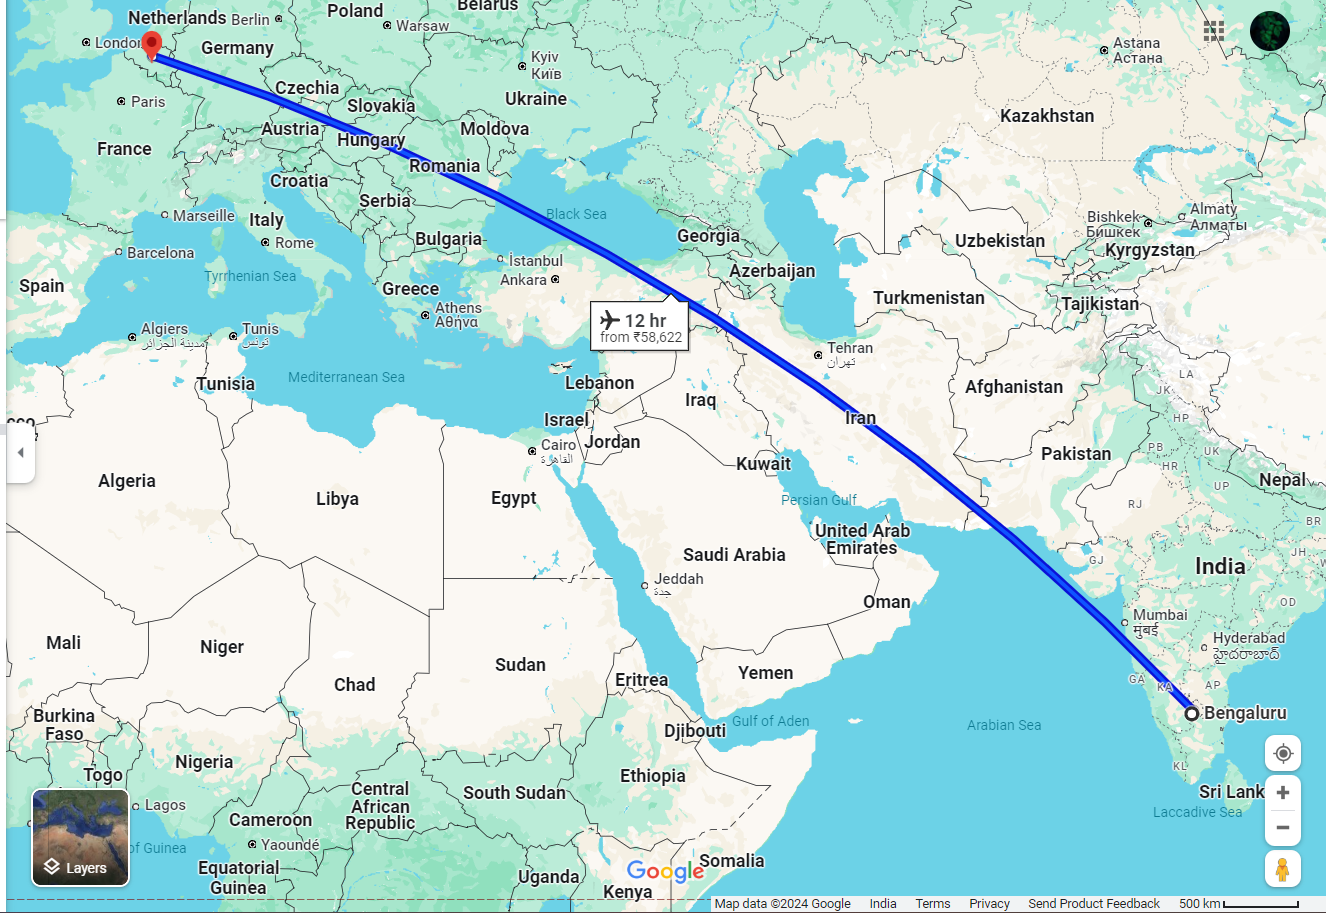 Belarus
Poland
Netherlands
Berlin
Warsaw
London
Germany
Kyiv
Київ
Astana
Астана
Czechia
Ukraine
Paris
Slovakia
Kazakhstan
Austria
Moldova
Hungary
France
Romania
Croatia
Serbia
Black Sea
Marseille
Italy
Bishkek
Бишкек
Almaty
Алматы
Rome
Bulgaria
Georgia
Uzbekistan
Kyrgyzstan
Barcelona
İstanbul
Azerbaijan
Tyrrhenian Sea
Ankara
Spain
Greece
Turkmenistan
Tajikistan
Athens
Αθήνα
12 hr
from ₹58,622
Algiers
مدينة الجزائر
Tunis
تونس
Tehran
تهران
Tunisia
Mediterranean Sea
Lebanon
Afghanistan
LA
JK
Iraq
Israel
Iran
HP
Jordan
Cairo
القاهرة
Pakistan
PB
UK
Kuwait
HR
Algeria
Nepal
UP
Libya
Egypt
Persian Gulf
RJ
BR
United Arab
Emirates
Saudi Arabia
JH
GJ
India
Jeddah
جدة
Oman
OD
Mumbai
मुंबई
Mali
Niger
Hyderabad
హైదరాబాద్
Sudan
Yemen
Eritrea
Chad
GA
KA
AP
Burkina
Faso
Bengaluru
Gulf of Aden
Arabian Sea
Djibouti
Nigeria
KL
Togo
Ethiopia
Central
African
Republic
South Sudan
Sri Lank
Lagos
Laccadive Sea
Cameroon
Yaoundé
of Guinea
Layers
Equatorial
Guinea
Google
Somalia
Uganda
Kenya
Map data ©2024 Google India Terms Privacy Send Product Feedback 500 km